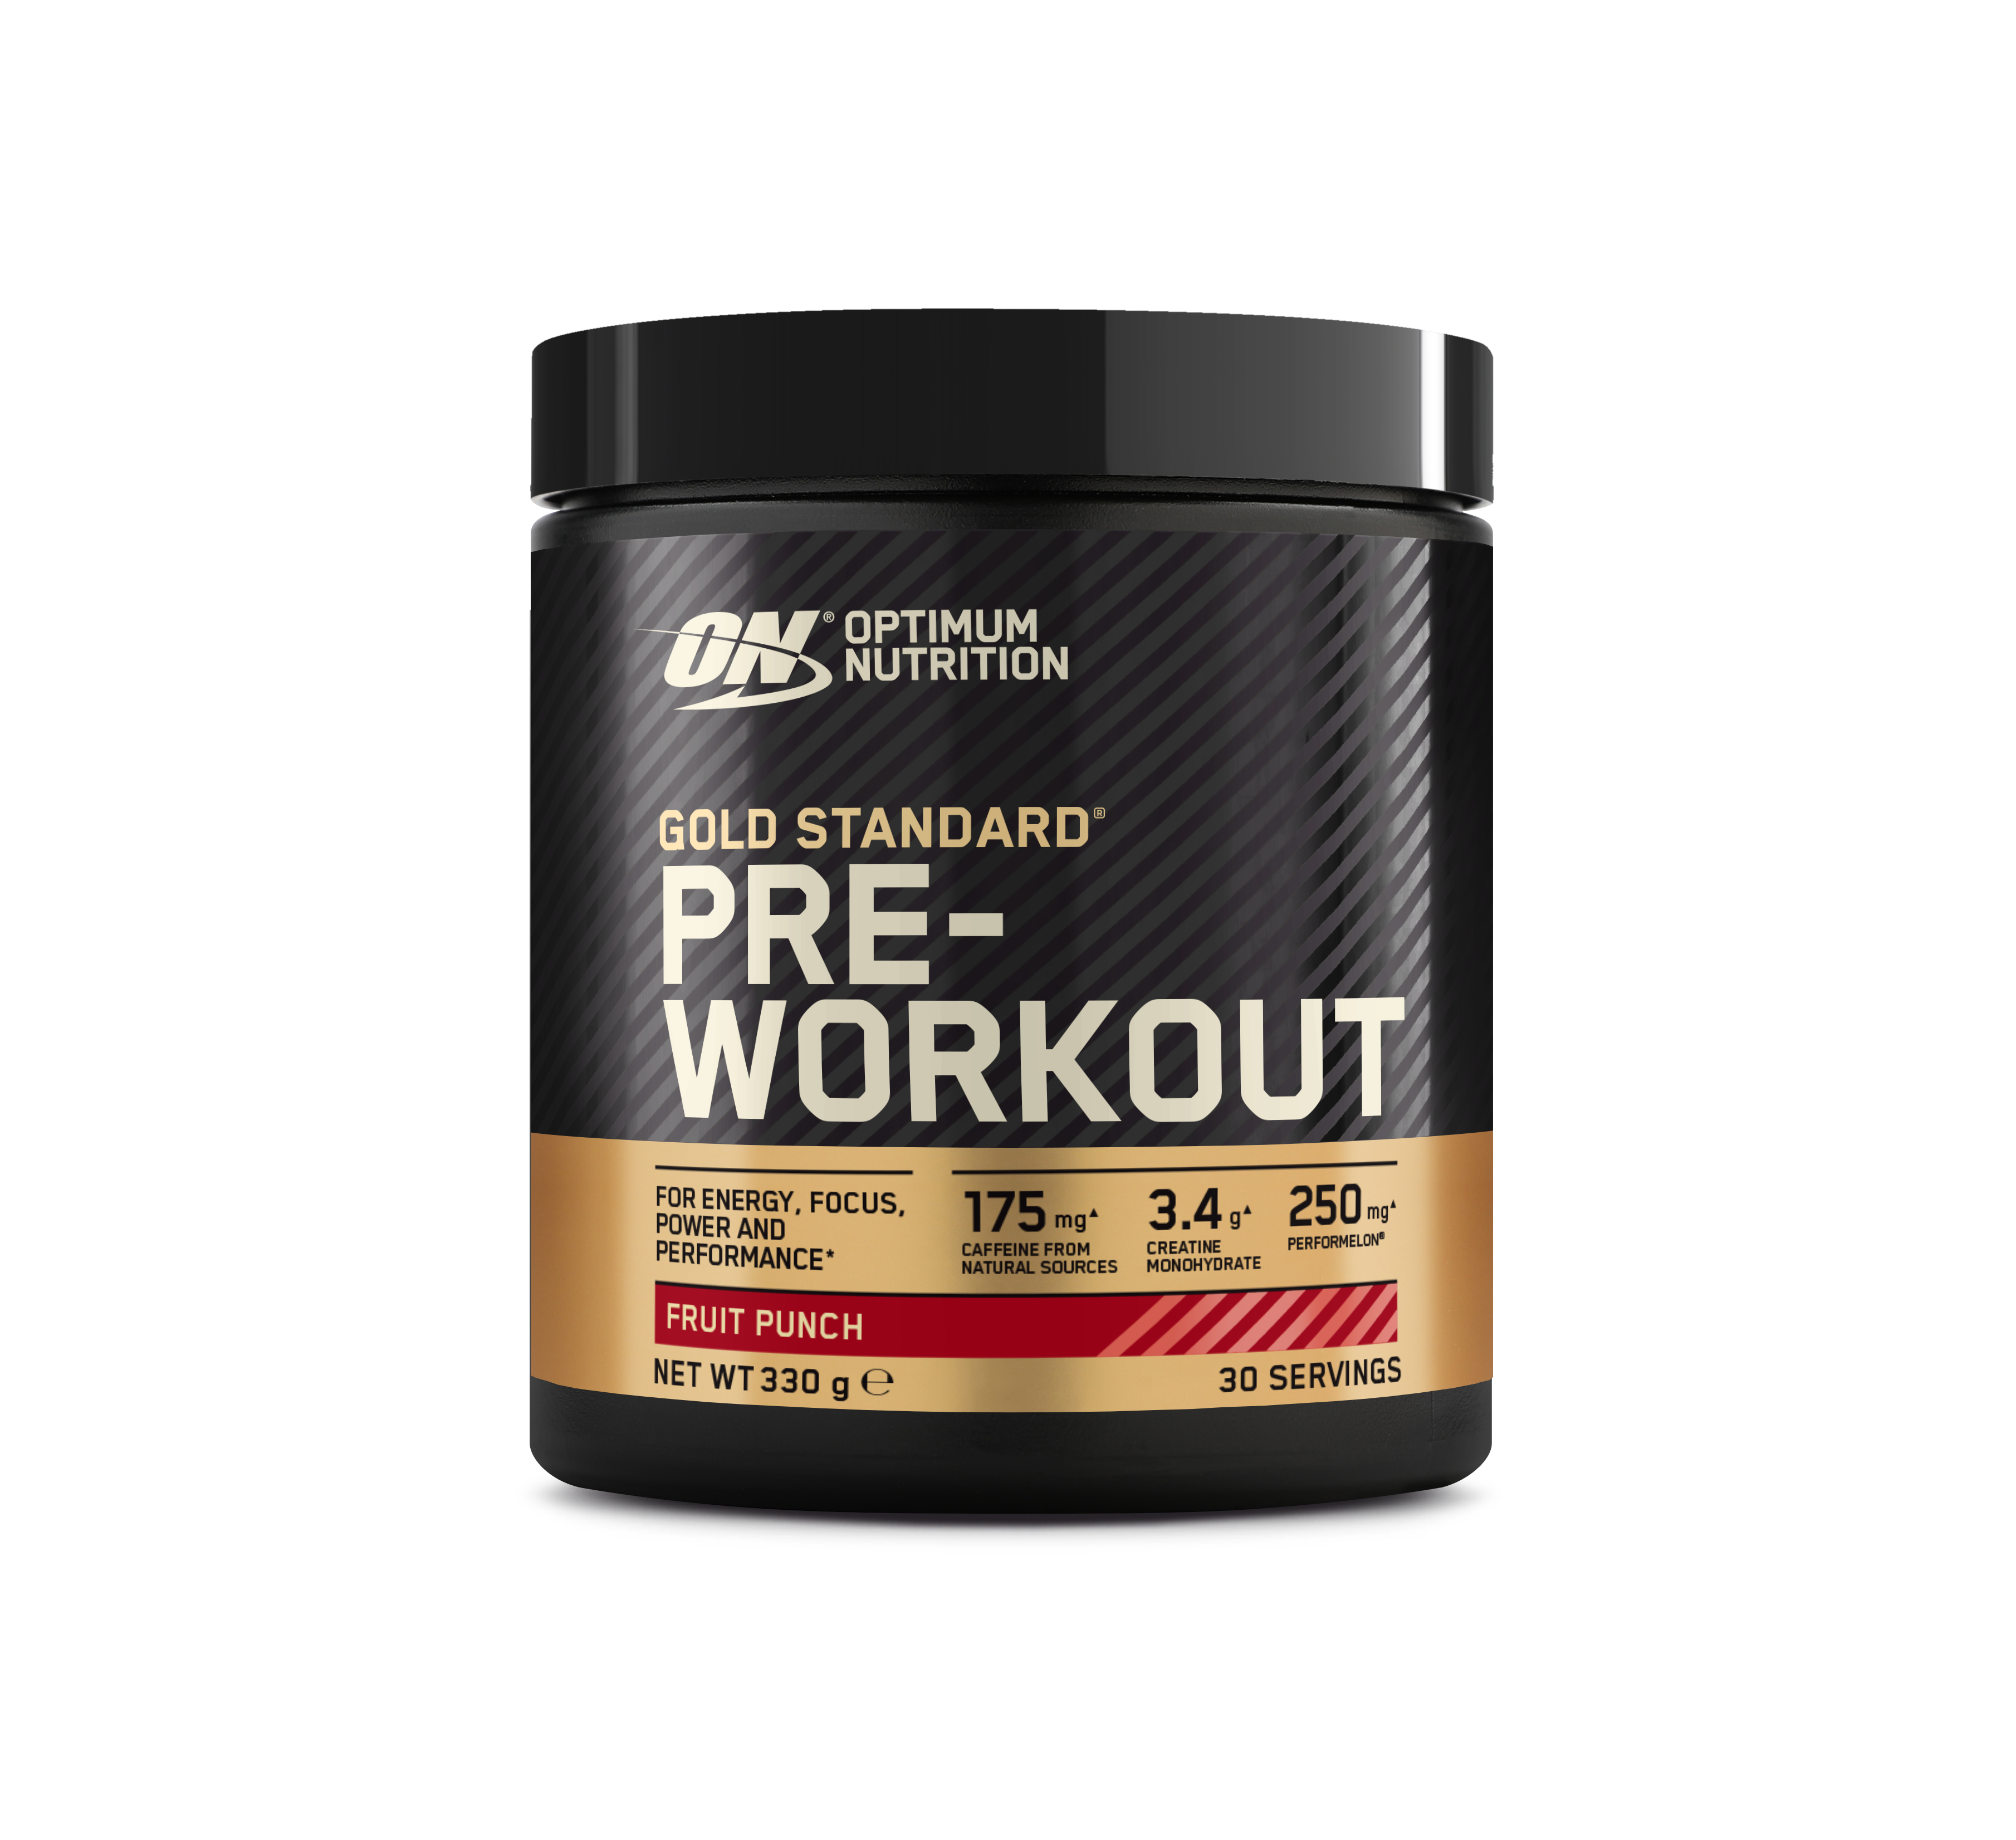 ON® OPTIMUM
NUTRITION
GOLD STANDARD®
PRE-
WORKOUT
FOR ENERGY, FOCUS,
POWER AND
PERFORMANCE*
175 mg▲
CAFFEINE FROM
NATURAL SOURCES
3.4 g▲
CREATINE
MONOHYDRATE
250 mg▲
PERFORMELON®
FRUIT PUNCH
NET WT 330 g ℮
30 SERVINGS